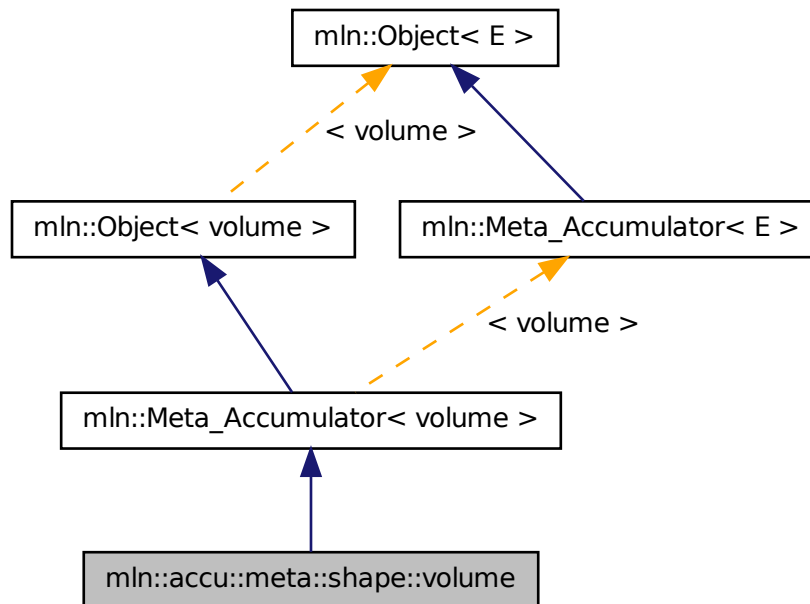 mln::Object< E >
< volume >
mln::Object< volume >
mln::Meta_Accumulator< E >
< volume >
mln::Meta_Accumulator< volume >
mln::accu::meta::shape::volume